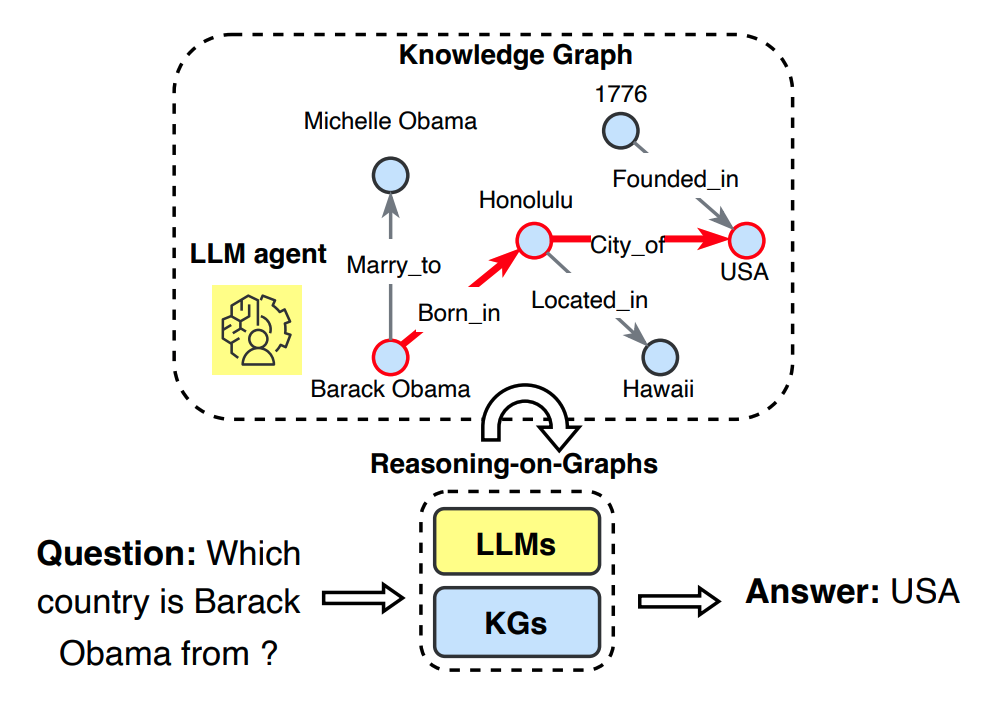 Knowledge Graph
1776
Michelle Obama
Founded_in
Honolulu
City_of
USA
LLM agent
Marry_to
Located_in
Born_in
Barack Obama
Hawaii
Reasoning-on-Graphs
LLMs
KGs
Question: Which
country is Barack
Obama from ?
Answer: USA